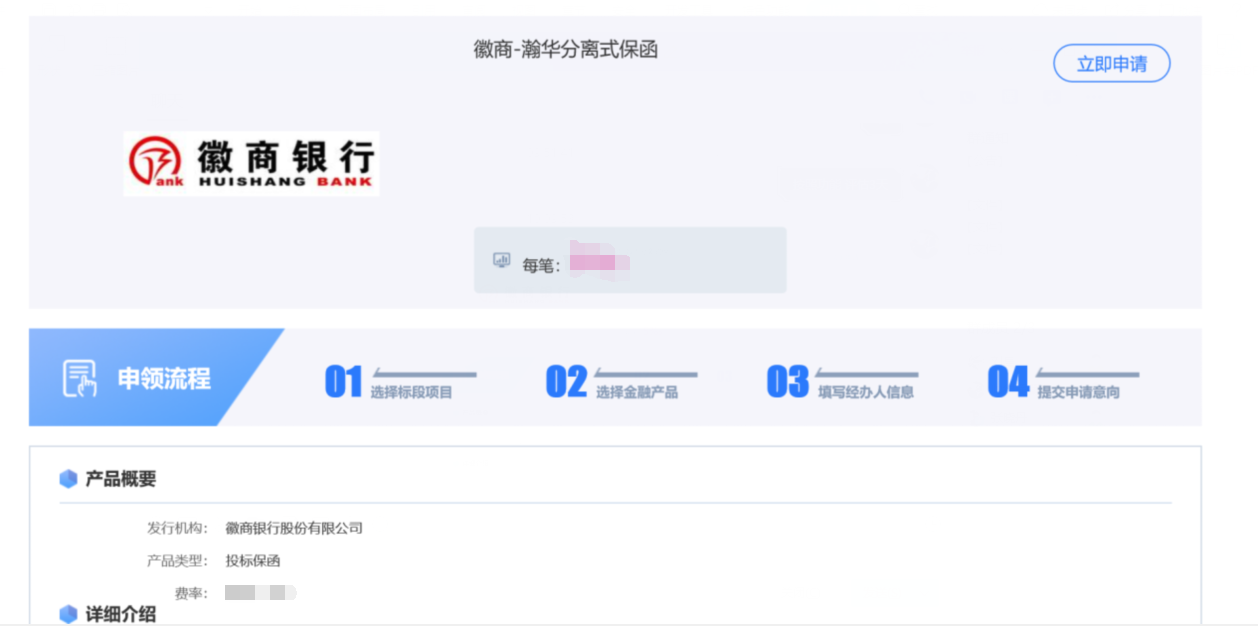 徽商-瀚华分离式保函
立即申请
徽商银行
HUISHANG BANK
每笔：
申领流程
01 选择标段项目
02 选择金融产品
03 填写经办人信息
04 提交申请意向
产品概要
发行机构： 徽商银行股份有限公司
产品类型： 投标保函
费率：
详细介绍